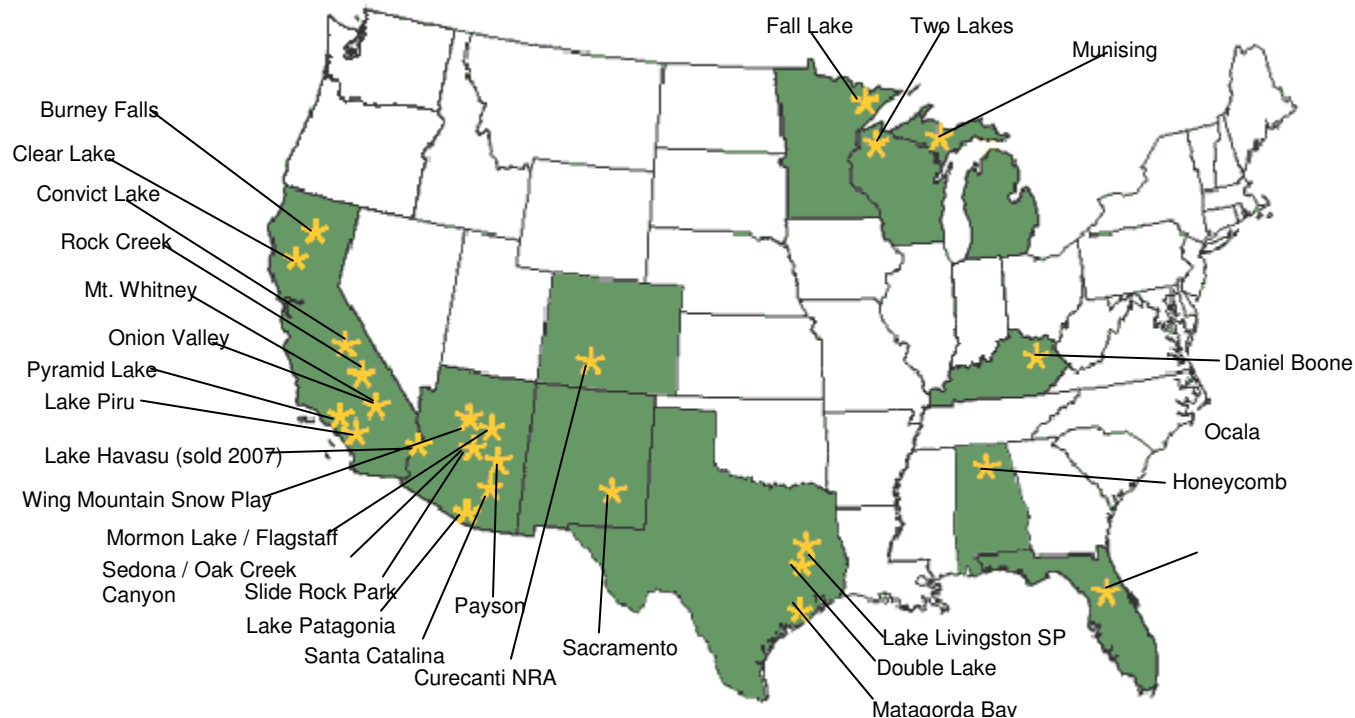 Fall Lake
Two Lakes
Munising
Burney Falls
Clear Lake
Convict Lake
Rock Creek
Mt. Whitney
Onion Valley
Pyramid Lake
Lake Piru
Lake Havasu (sold 2007)
Wing Mountain Snow Play
Mormon Lake / Flagstaff
Sedona / Oak Creek
Canyon
Slide Rock Park
Lake Patagonia
Santa Catalina
Payson
Curecanti NRA
Sacramento
Daniel Boone
Ocala
Honeycomb
Lake Livingston SP
Double Lake
Matagorda Bay